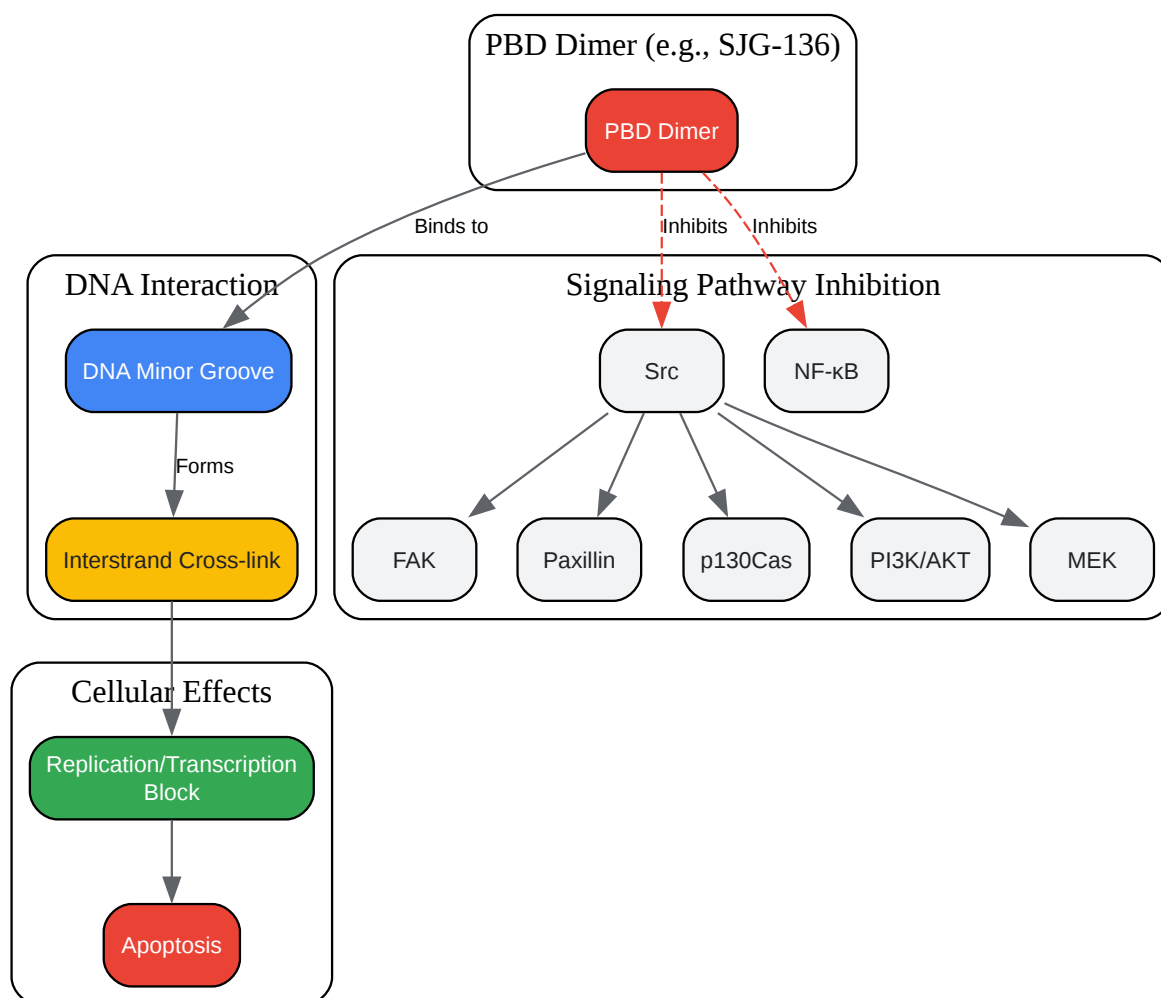 PBD Dimer (e.g., SJG-136)
PBD Dimer
Binds to
Inhibits
Inhibits
DNA Interaction
Signaling Pathway Inhibition
DNA Minor Groove
Src
NF-κB
Forms
Interstrand Cross-link
FAK
Paxillin
p130Cas
PI3K/AKT
MEK
Cellular Effects
Replication/Transcription
Block
Apoptosis